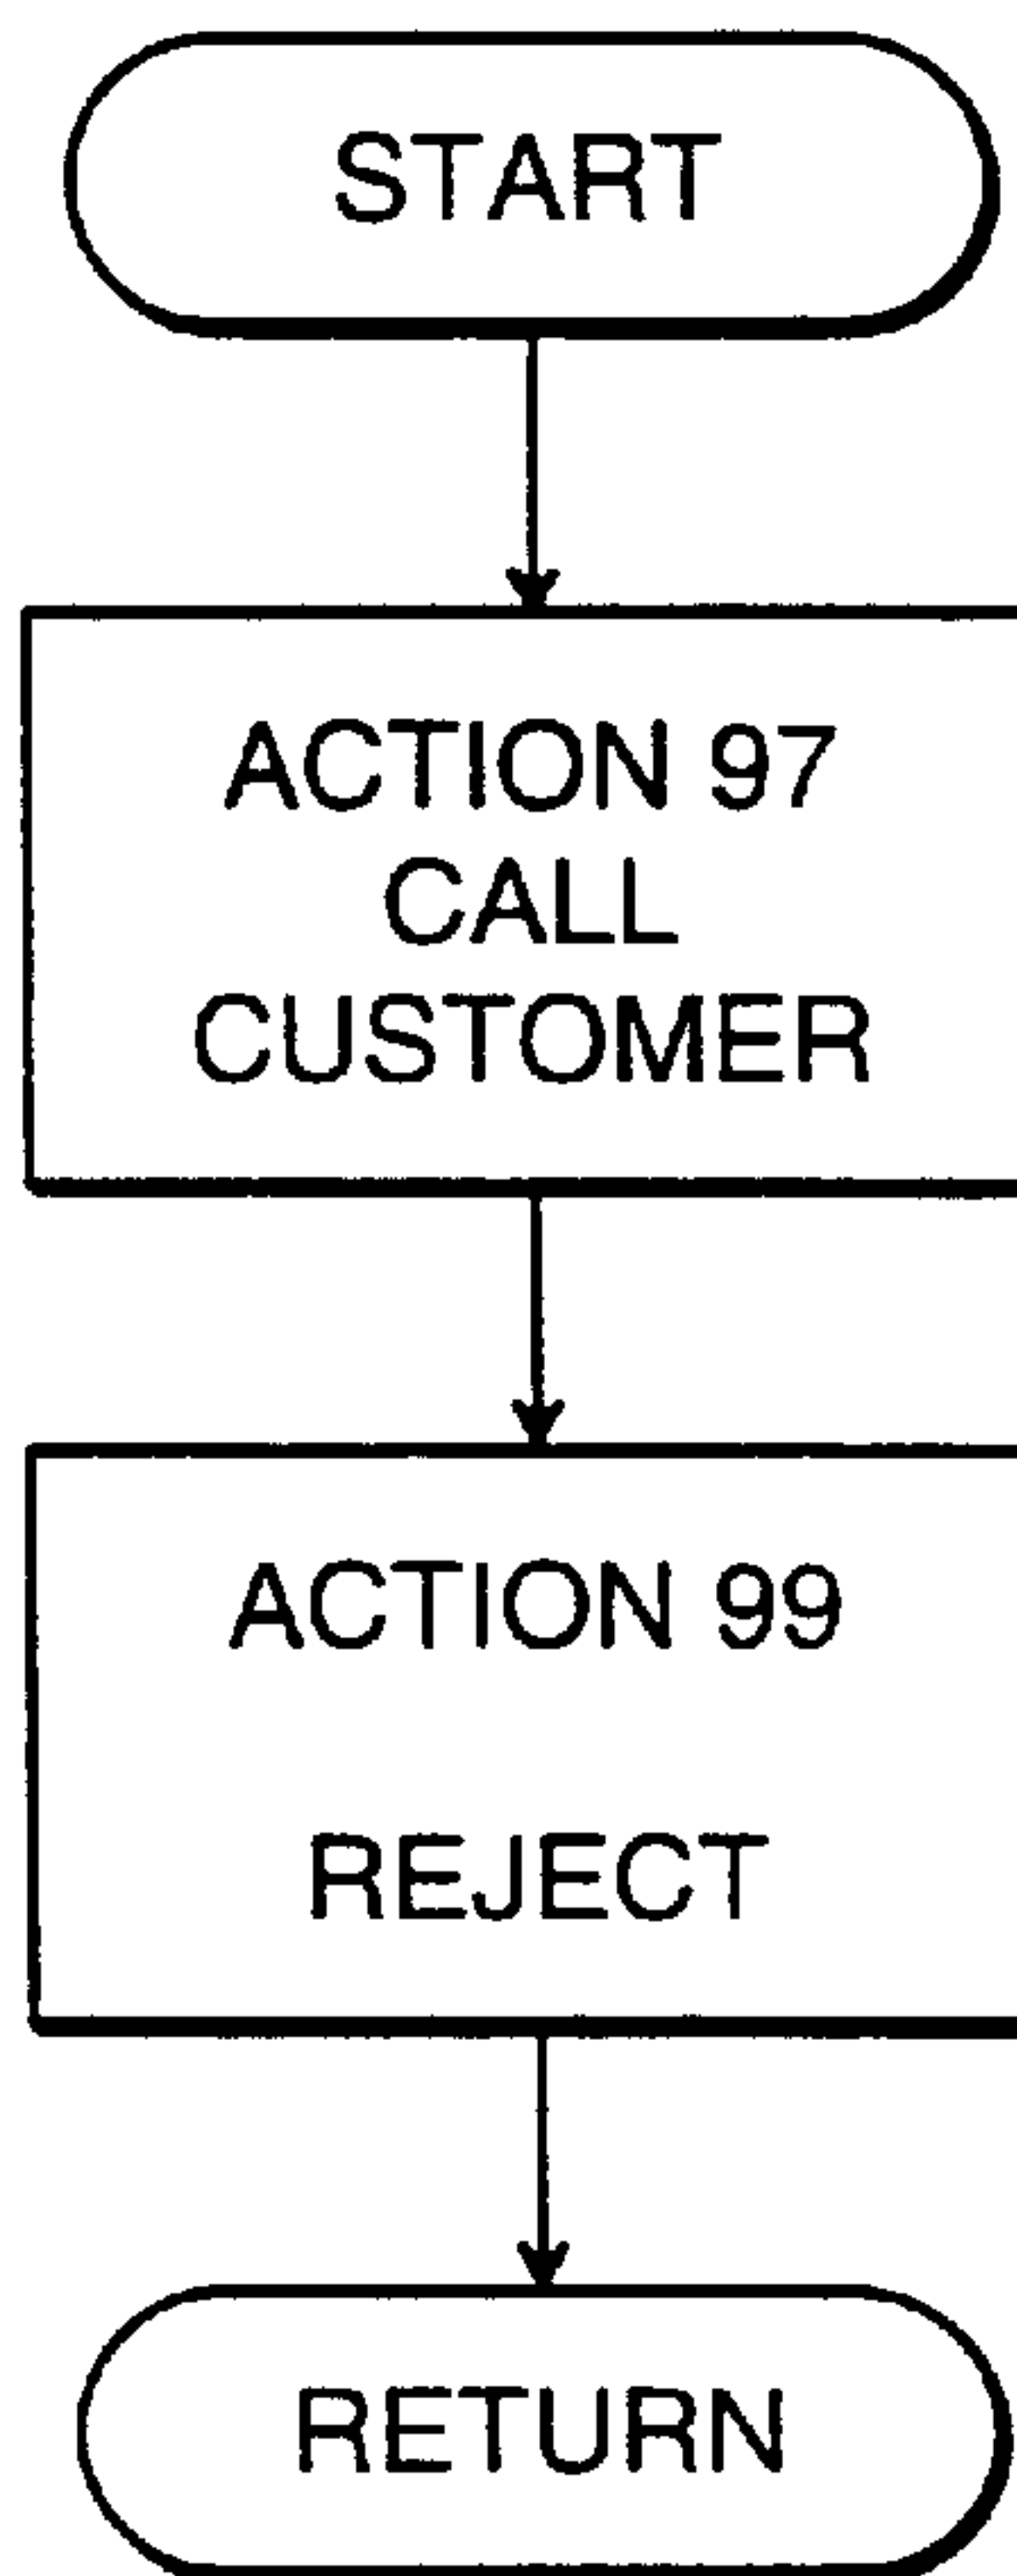 START
ACTION 97
CALL
CUSTOMER
ACTION 99
REJECT
RETURN